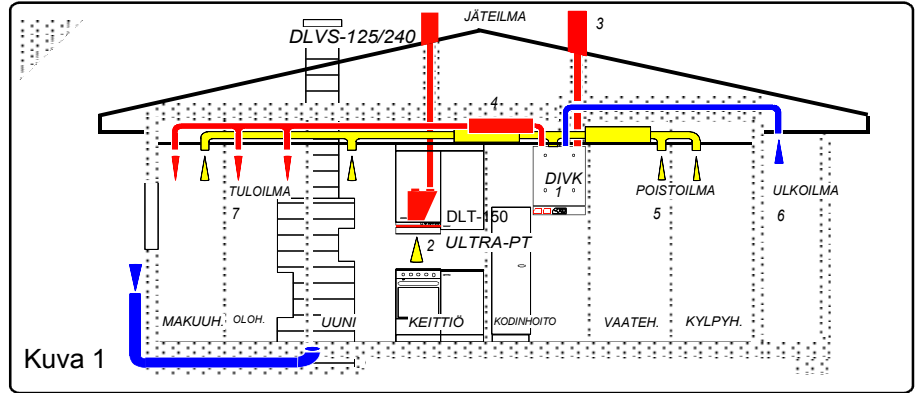 JÄTEILMA
3
DLVS-125/240
4
DIVK
1
TULOILMA
7
POISTOILMA
5
ULKOILMA
6
DLT-150
2 ULTRA-PT
MAKUUH. OLOH. UUNI KEITTIÖ KODINHOITO VAATEH. KYLPYH.
Kuva 1